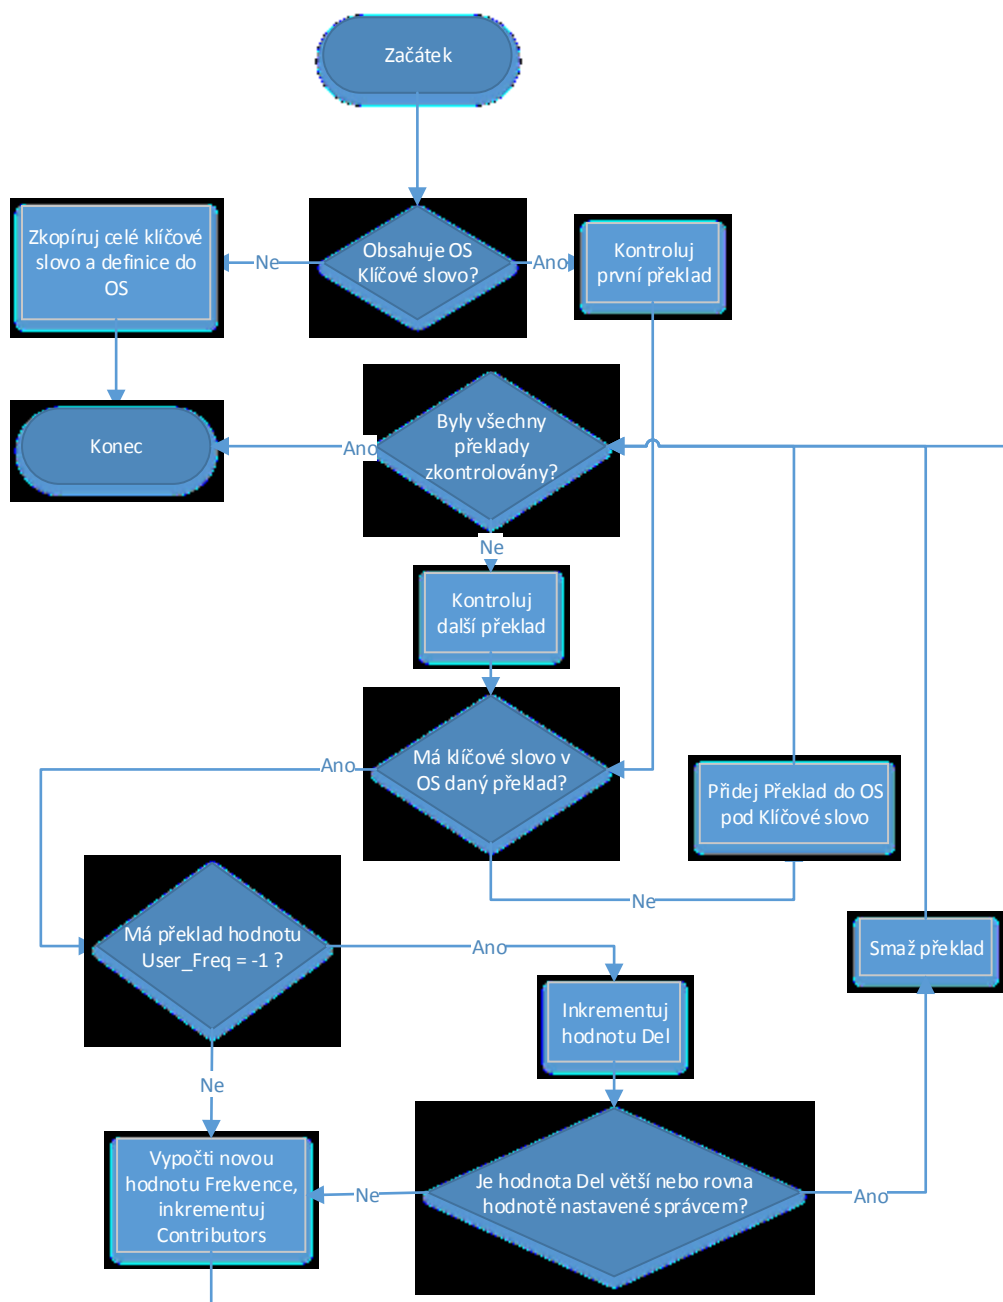 Začátek
Zkopíruj celé klíčové
slovo a definice do
OS
Ne
Obsahuje OS
Klíčové slovo?
Ano
Kontroluj
první překlad
Konec
Ano
Byly všechny
překlady
zkontrolovány?
Ne
Kontroluj
další překlad
Ano
Má klíčové slovo v
OS daný překlad?
Přidej Překlad do OS
pod Klíčové slovo
Ne
Má překlad hodnotu
User_Freq = -1 ?
Ano
Smaž překlad
Inkrementuj
hodnotu Del
Ne
Vypočti novou
hodnotu Frekvence,
inkrementuj
Contributors
Ne
Je hodnota Del větší nebo rovna
hodnotě nastavené správcem?
Ano